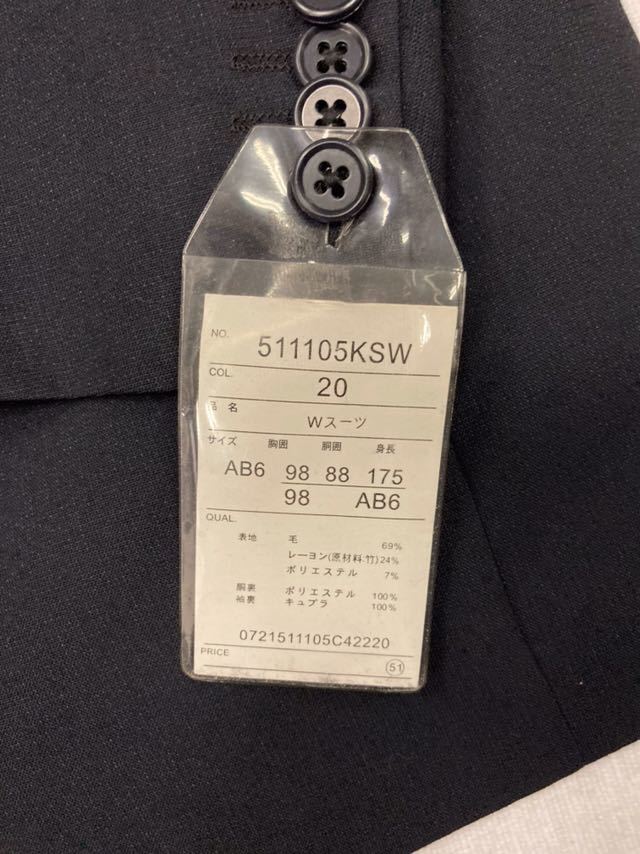 NO. 511105KSW
COL. 20
品名 Wスーツ
サイズ 胸囲 胴囲 身長
AB6 98 88 175
98 AB6
QUAL.
表地 毛 69%
レーヨン(原材料:竹)24%
ポリエステル 7%
胴裏 ポリエステル 100%
袖裏 キュプラ 100%
0721511105C42220
PRICE
51